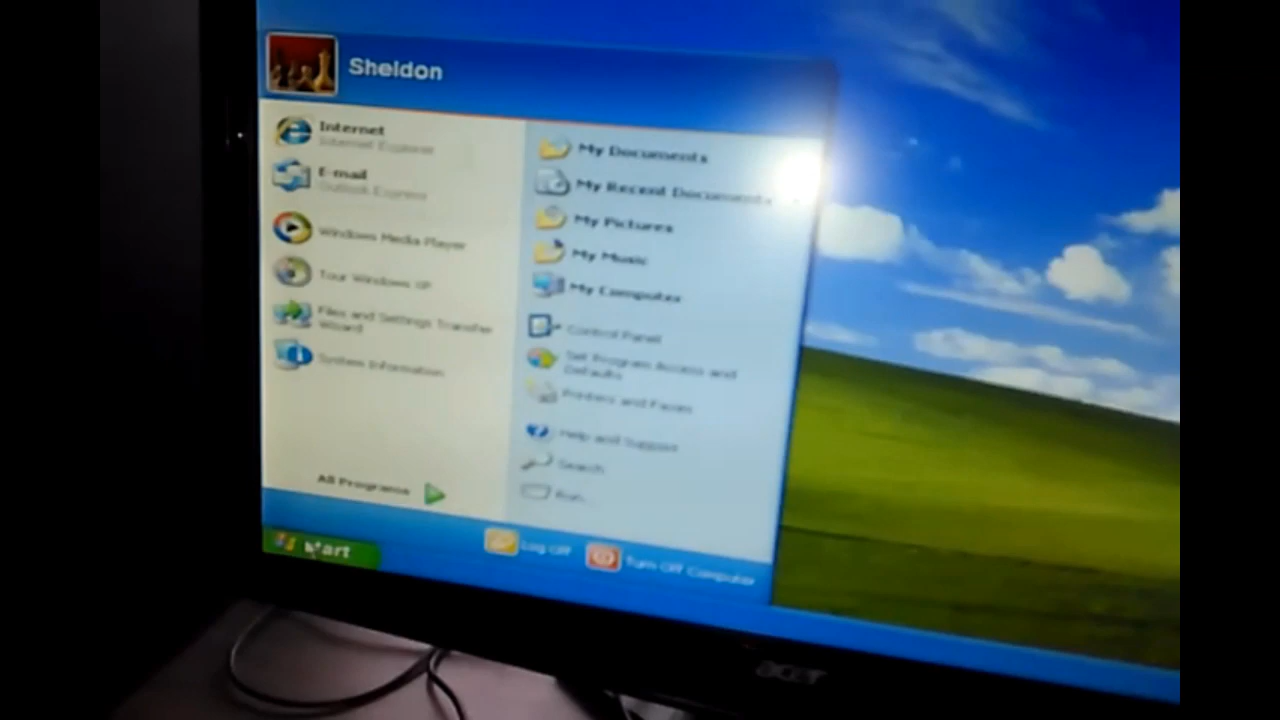 Sheldon
Internet
Internet Explorer
E-mail
Outlook Express
Windows Media Player
Tour Windows XP
Files and Settings Transfer
Wizard
System Information
All Programs
My Documents
My Recent Documents
My Pictures
My Music
My Computer
Control Panel
Set Program Access and
Defaults
Printers and Faxes
Help and Support
Search
Run...
Log Off
Turn Off Computer
start
acer